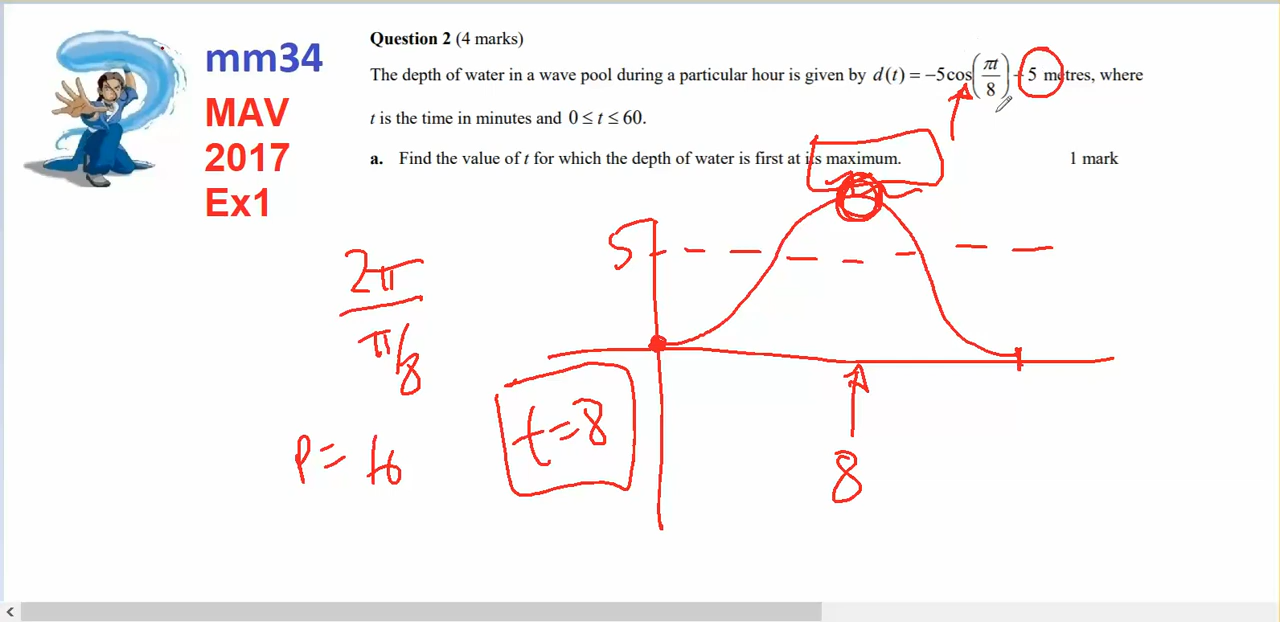 mm34
MAV
2017
Ex1
Question 2 (4 marks)
The depth of water in a wave pool during a particular hour is given by d(t) = −5cos(πt/8) + 5 metres, where
t is the time in minutes and 0 ≤ t ≤ 60.
a. Find the value of t for which the depth of water is first at its maximum. 1 mark
5
2π
π/8
P = 16
t=8
8